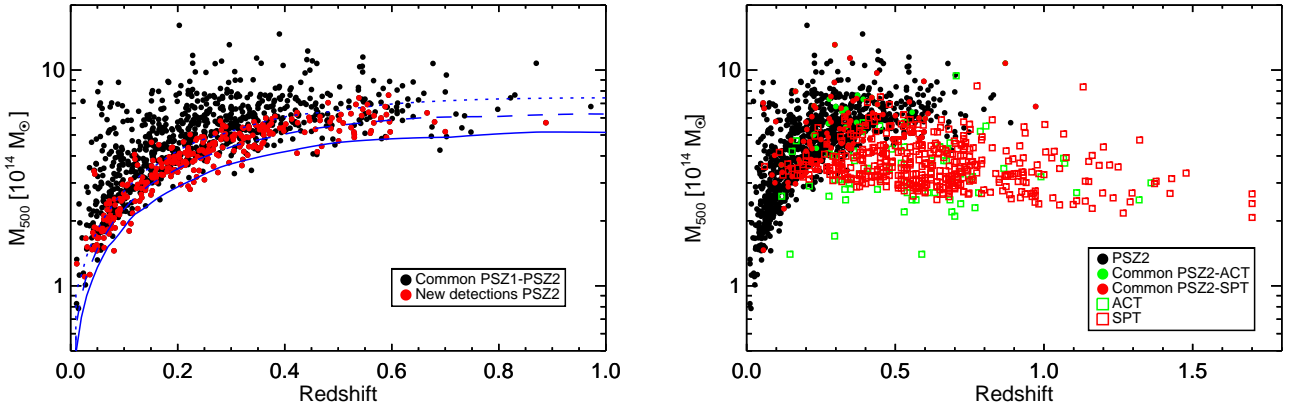 10
1
M500 [10^14 M☉]
0.0 0.2 0.4 0.6 0.8 1.0
Redshift
Common PSZ1-PSZ2
New detections PSZ2
10
1
M500 [10^14 M☉]
0.0 0.5 1.0 1.5
Redshift
PSZ2
Common PSZ2-ACT
Common PSZ2-SPT
ACT
SPT